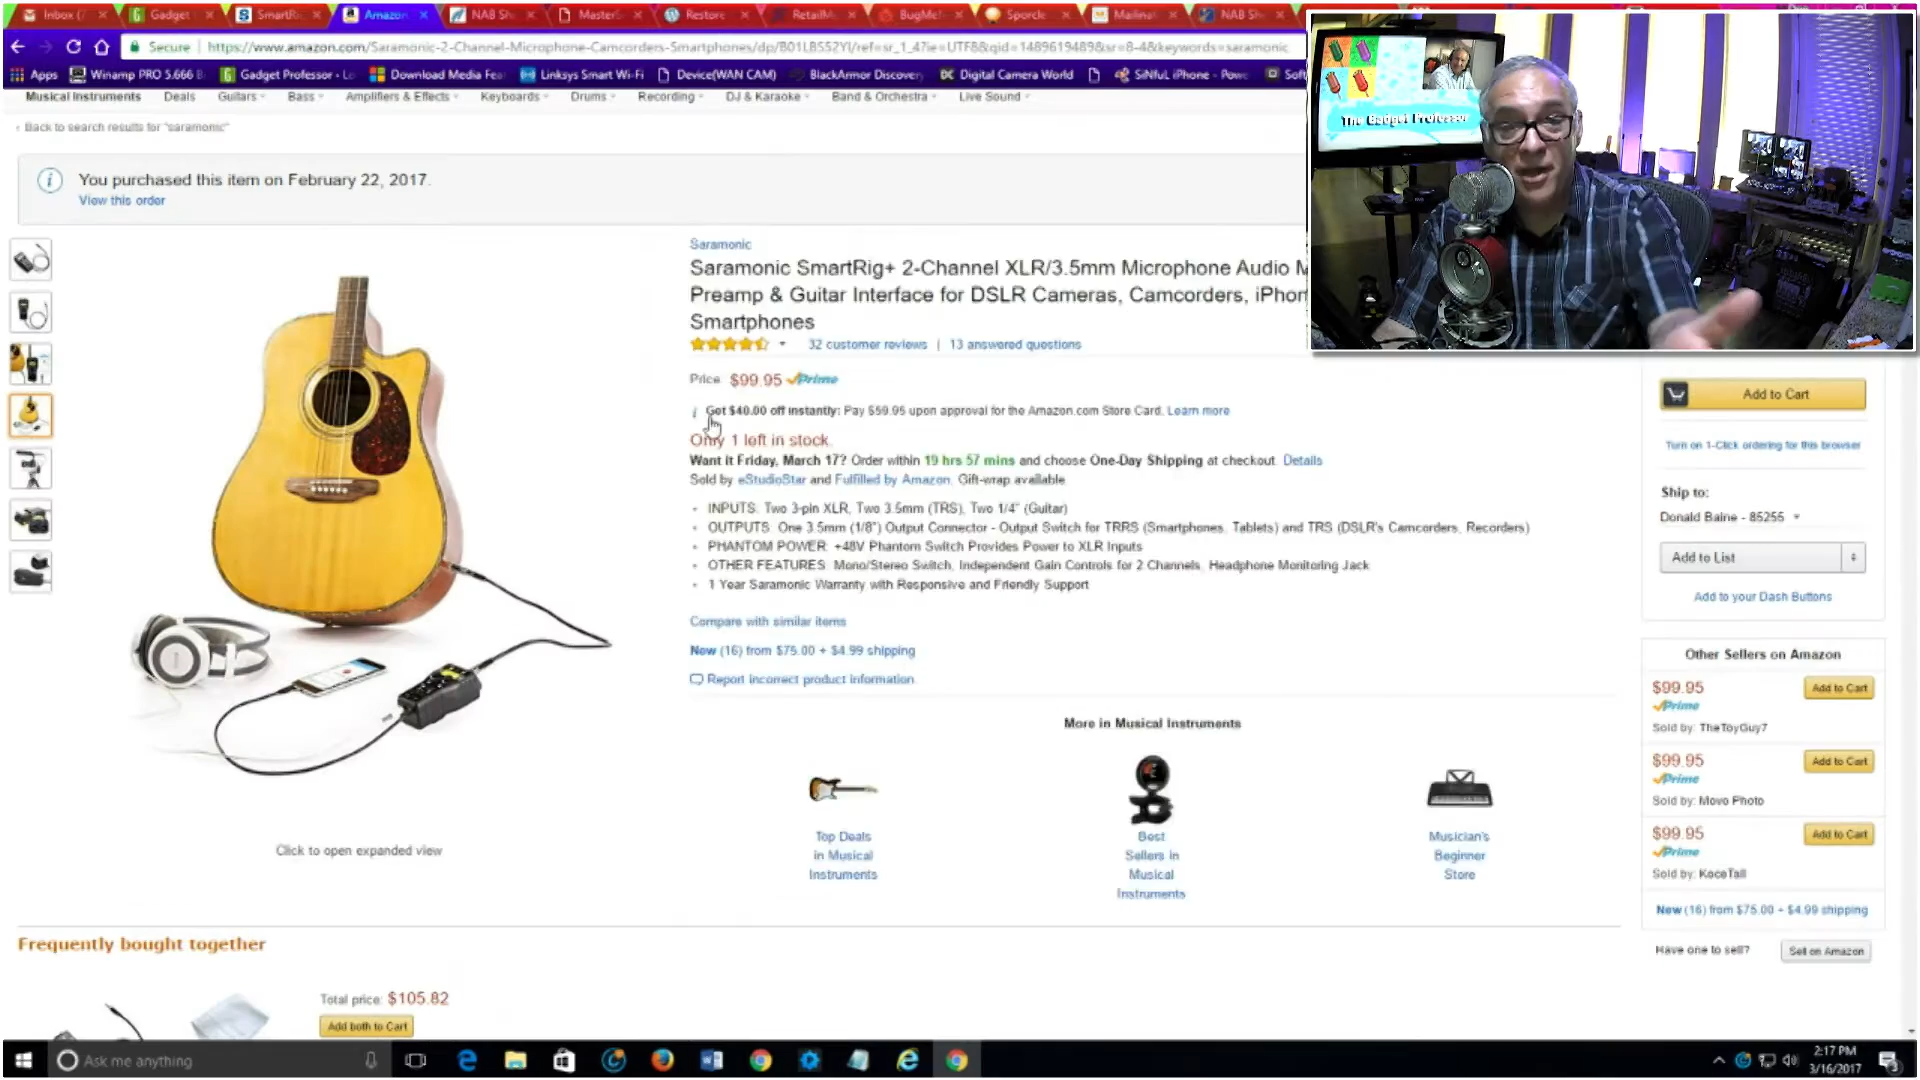 Inbox (
Gadget
SmartRi
Amazon
NAB Sh
MasterS
Restore
RetailM
BugMe
Sporcle
Mailina
NAB Sh
Secure
https://www.amazon.com/Saramonic-2-Channel-Microphone-Camcorders-Smartphones/dp/B01LB552YI/ref=sr_1_4?ie=UTF8&qid=1489619489&sr=8-4&keywords=saramonic
Apps
Winamp PRO 5.666 B
Gadget Professor - Lo
Download Media Fea
Linksys Smart Wi-Fi
Device(WAN CAM)
BlackArmor Discovery
Digital Camera World
SiNfuL iPhone - Powe
Soft
Musical Instruments
Deals
Guitars
Bass
Amplifiers & Effects
Keyboards
Drums
Recording
DJ & Karaoke
Band & Orchestra
Live Sound
The Gadget Professor
‹ Back to search results for "saramonic"
You purchased this item on February 22, 2017.
View this order
Saramonic
Saramonic SmartRig+ 2-Channel XLR/3.5mm Microphone Audio M
Preamp & Guitar Interface for DSLR Cameras, Camcorders, iPhon
Smartphones
32 customer reviews | 13 answered questions
Price: $99.95 Prime
Get $40.00 off instantly: Pay $59.95 upon approval for the Amazon.com Store Card. Learn more
Only 1 left in stock.
Want it Friday, March 17? Order within 19 hrs 57 mins and choose One-Day Shipping at checkout. Details
Sold by eStudioStar and Fulfilled by Amazon. Gift-wrap available.
INPUTS: Two 3-pin XLR, Two 3.5mm (TRS), Two 1/4" (Guitar)
OUTPUTS: One 3.5mm (1/8") Output Connector - Output Switch for TRRS (Smartphones, Tablets) and TRS (DSLR's Camcorders, Recorders)
PHANTOM POWER: +48V Phantom Switch Provides Power to XLR Inputs
OTHER FEATURES: Mono/Stereo Switch, Independent Gain Controls for 2 Channels, Headphone Monitoring Jack
1 Year Saramonic Warranty with Responsive and Friendly Support
Compare with similar items
New (16) from $75.00 + $4.99 shipping
Report incorrect product information.
More in Musical Instruments
Top Deals
in Musical
Instruments
Best
Sellers in
Musical
Instruments
Musician's
Beginner
Store
Click to open expanded view
Add to Cart
Turn on 1-Click ordering for this browser
Ship to:
Donald Baine - 85255
Add to List
Add to your Dash Buttons
Other Sellers on Amazon
$99.95
Add to Cart
Prime
Sold by: TheToyGuy7
$99.95
Add to Cart
Prime
Sold by: Movo Photo
$99.95
Add to Cart
Prime
Sold by: KoceTall
New (16) from $75.00 + $4.99 shipping
Have one to sell?
Sell on Amazon
Frequently bought together
Total price: $105.82
Add both to Cart
Ask me anything
2:17 PM
3/16/2017